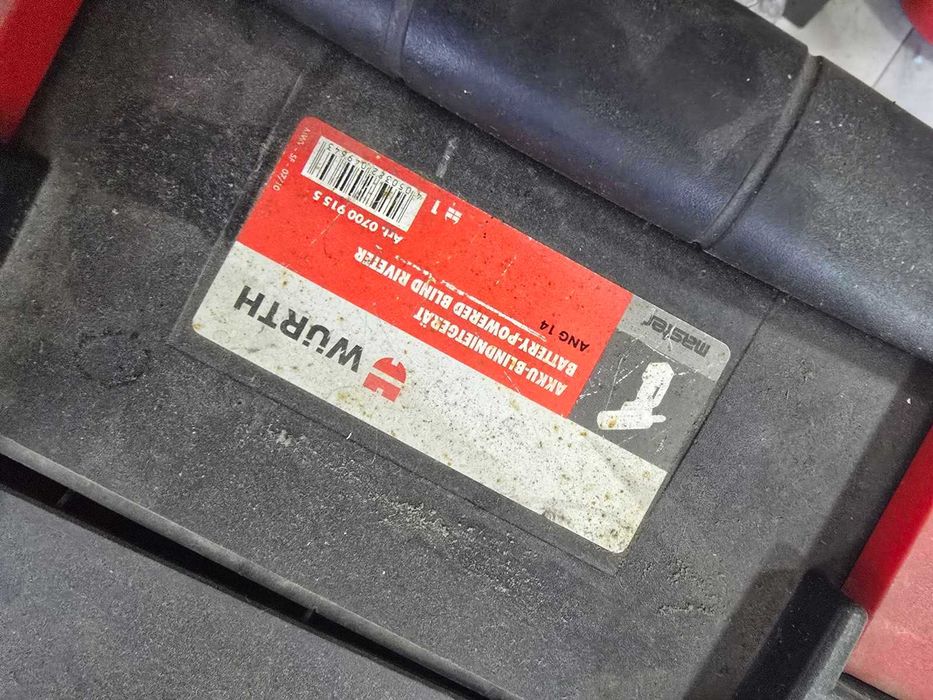 WÜRTH
AKKU-BLINDNIETGERÄT
BATTERY-POWERED BLIND RIVETER
ANG 14
master
Art. 0700 915 5
1